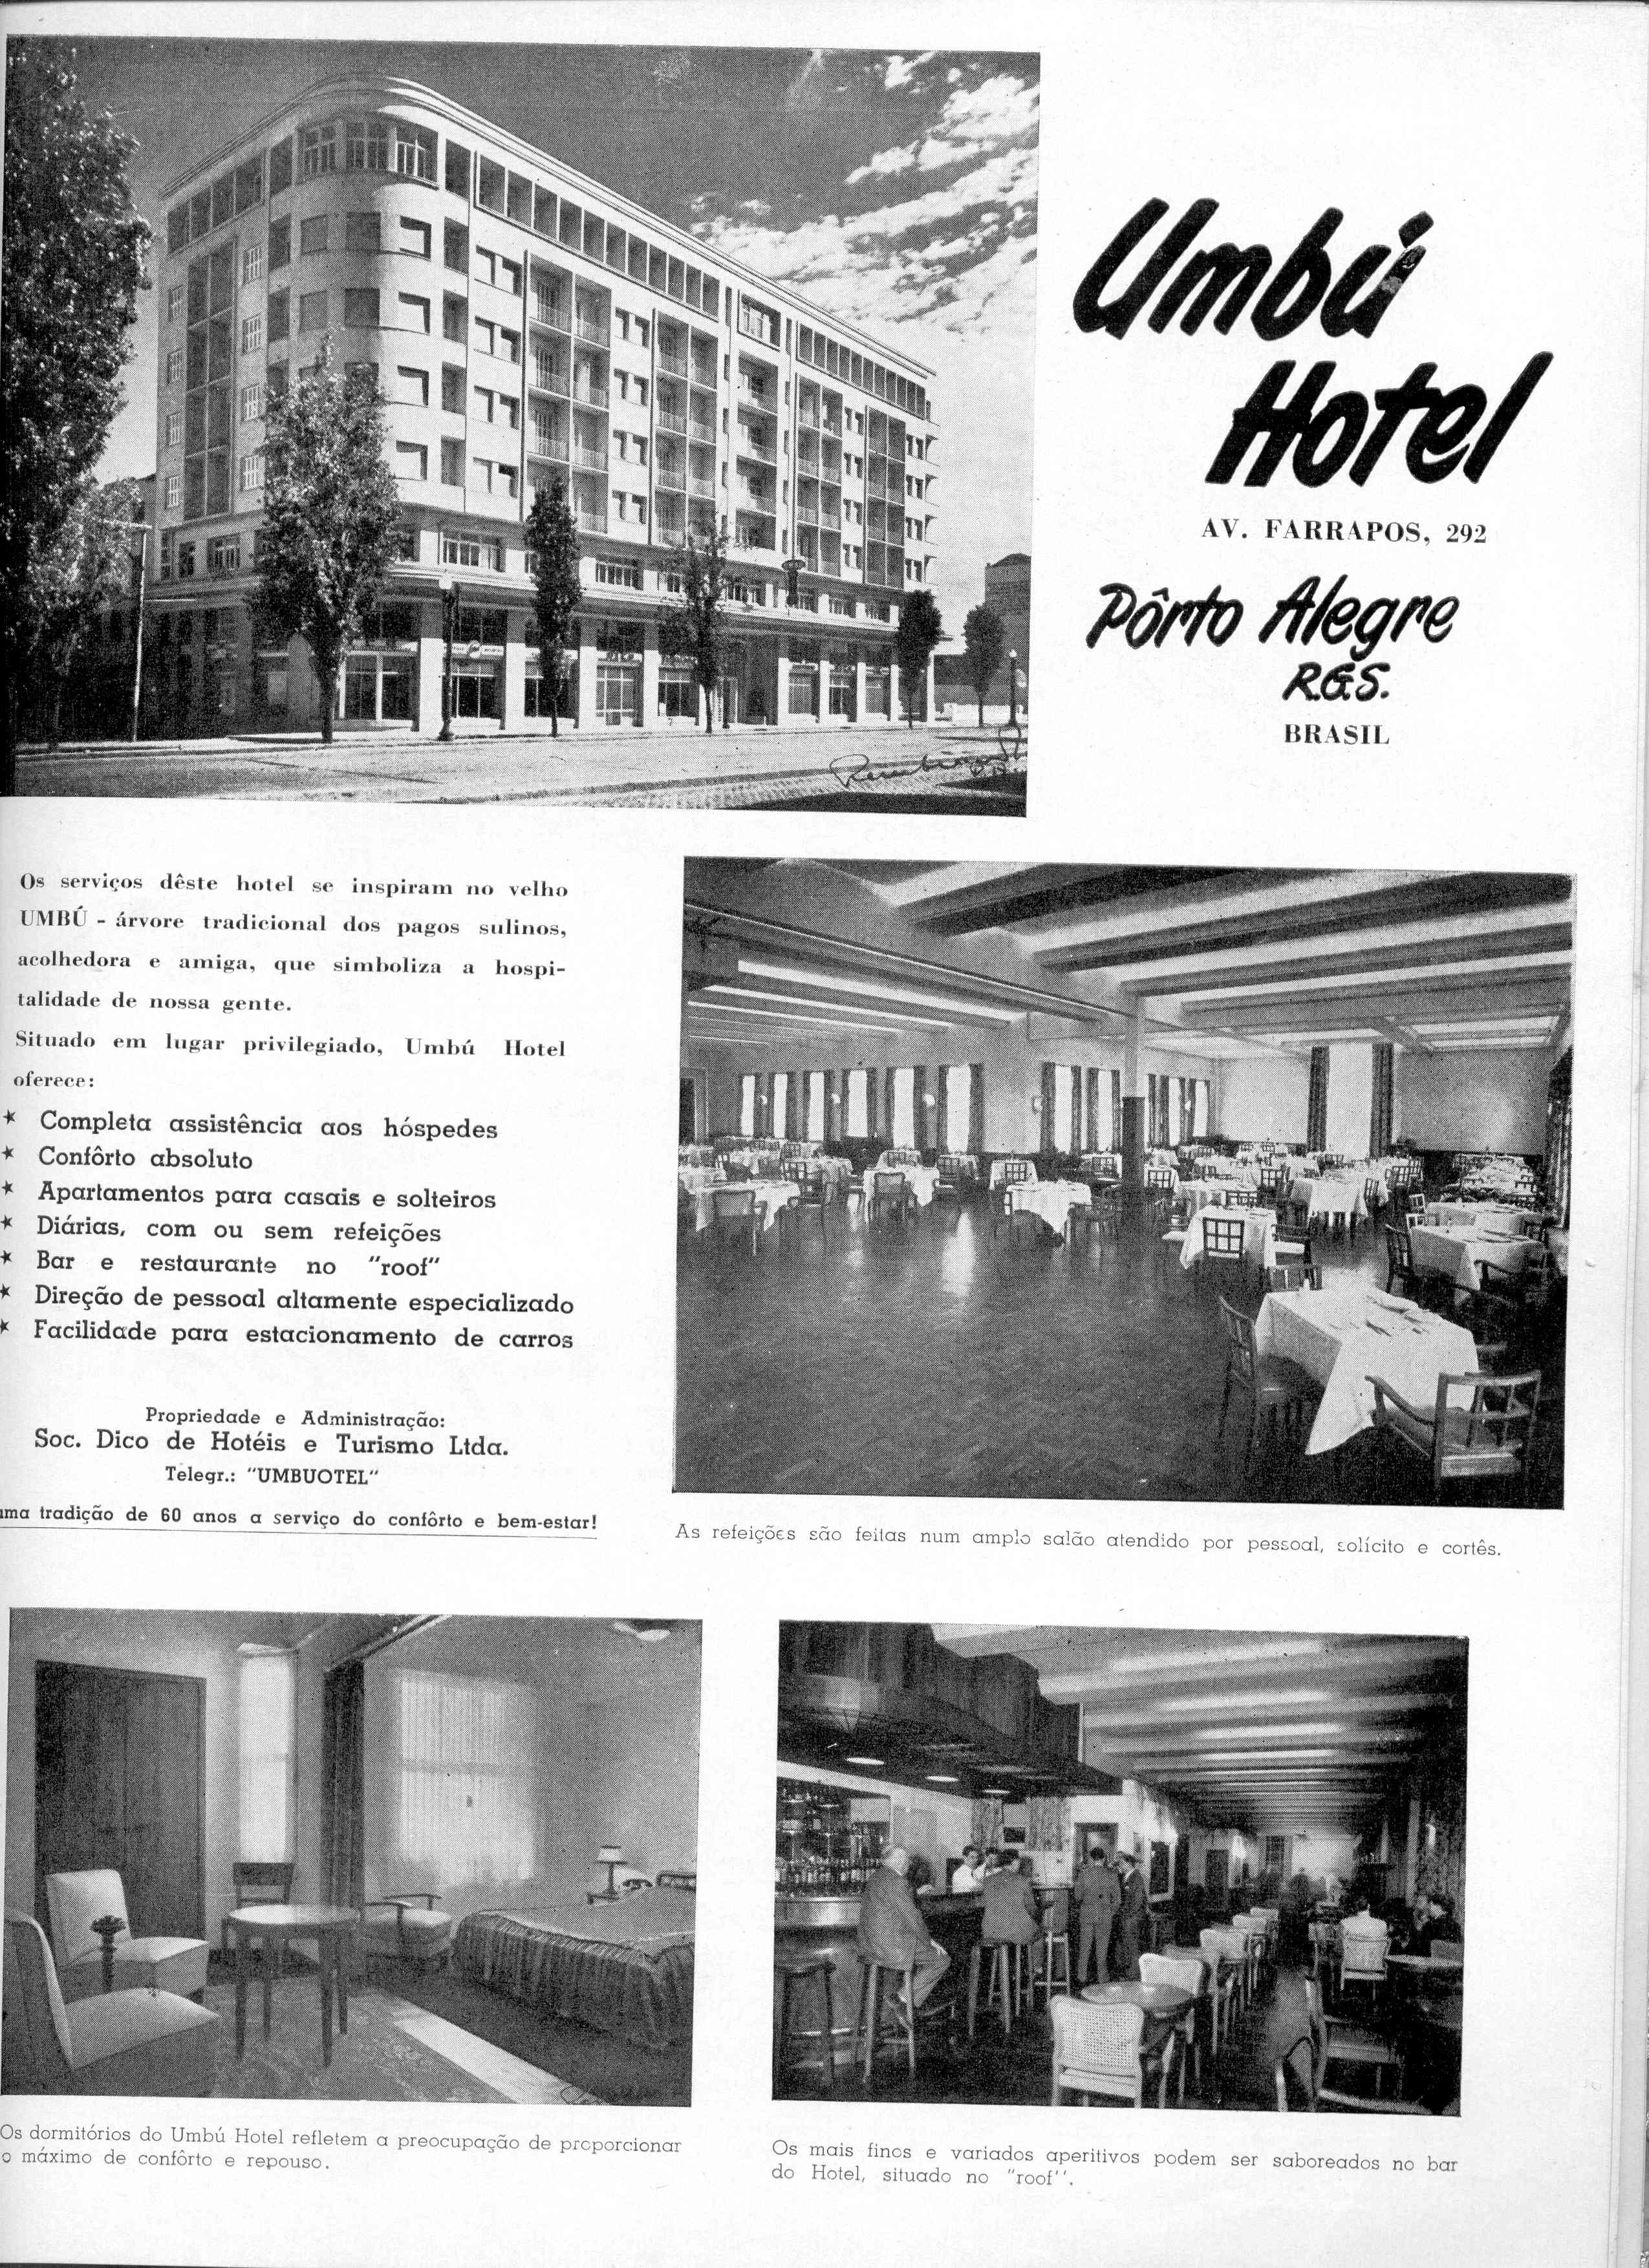 Umbú
Hotel
AV. FARRAPOS, 292
Pôrto Alegre
R.G.S.
BRASIL
Os serviços dêste hotel se inspiram no velho
UMBÚ - árvore tradicional dos pagos sulinos,
acolhedora e amiga, que simboliza a hospi-
talidade de nossa gente.
Situado em lugar privilegiado, Umbú Hotel
oferece:
★ Completa assistência aos hóspedes
★ Confôrto absoluto
★ Apartamentos para casais e solteiros
★ Diárias, com ou sem refeições
★ Bar e restaurante no "roof"
★ Direção de pessoal altamente especializado
★ Facilidade para estacionamento de carros
Propriedade e Administração:
Soc. Dico de Hotéis e Turismo Ltda.
Telegr.: "UMBUOTEL"
uma tradição de 60 anos a serviço do confôrto e bem-estar!
As refeições são feitas num amplo salão atendido por pessoal, solícito e cortês.
Os dormitórios do Umbú Hotel refletem a preocupação de proporcionar
o máximo de confôrto e repouso.
Os mais finos e variados aperitivos podem ser saboreados no bar
do Hotel, situado no "roof".